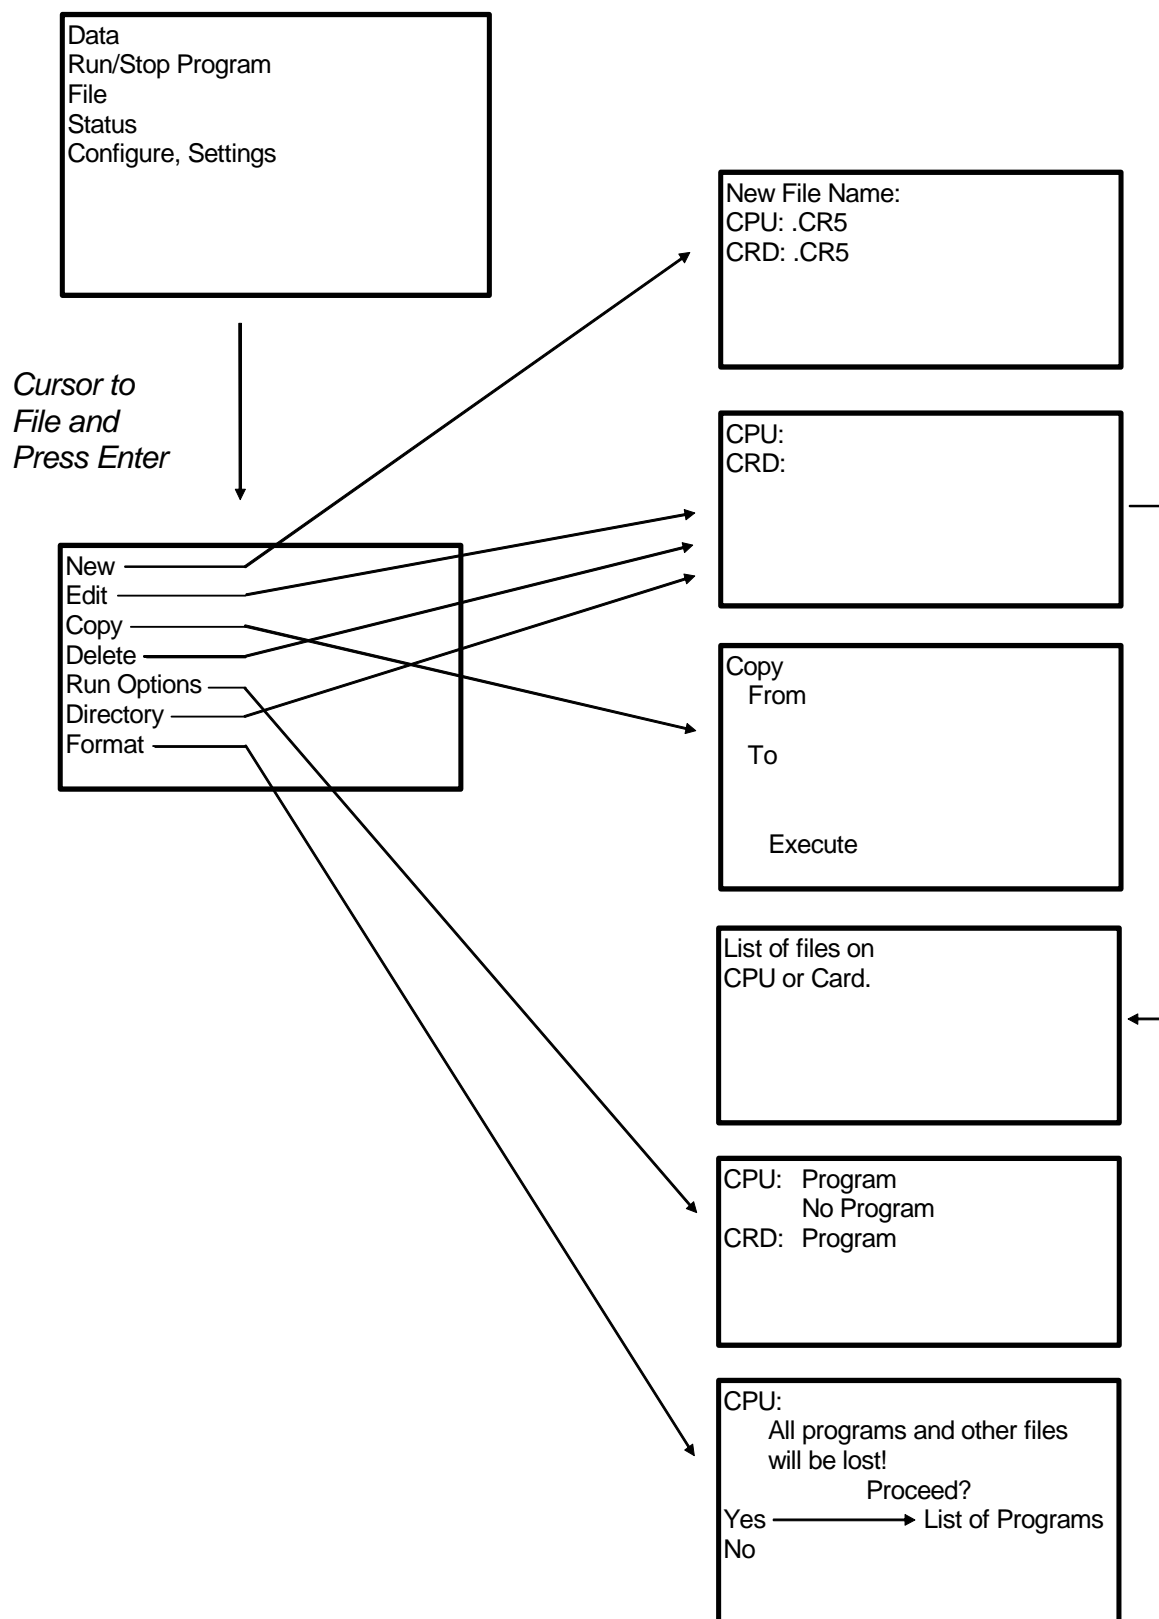 Data
Run/Stop Program
File
Status
Configure, Settings
Cursor to
File and
Press Enter
New
Edit
Copy
Delete
Run Options
Directory
Format
New File Name:
CPU: .CR5
CRD: .CR5
CPU:
CRD:
Copy
From
To
Execute
List of files on
CPU or Card.
CPU: Program
No Program
CRD: Program
CPU:
All programs and other files
will be lost!
Proceed?
Yes List of Programs
No